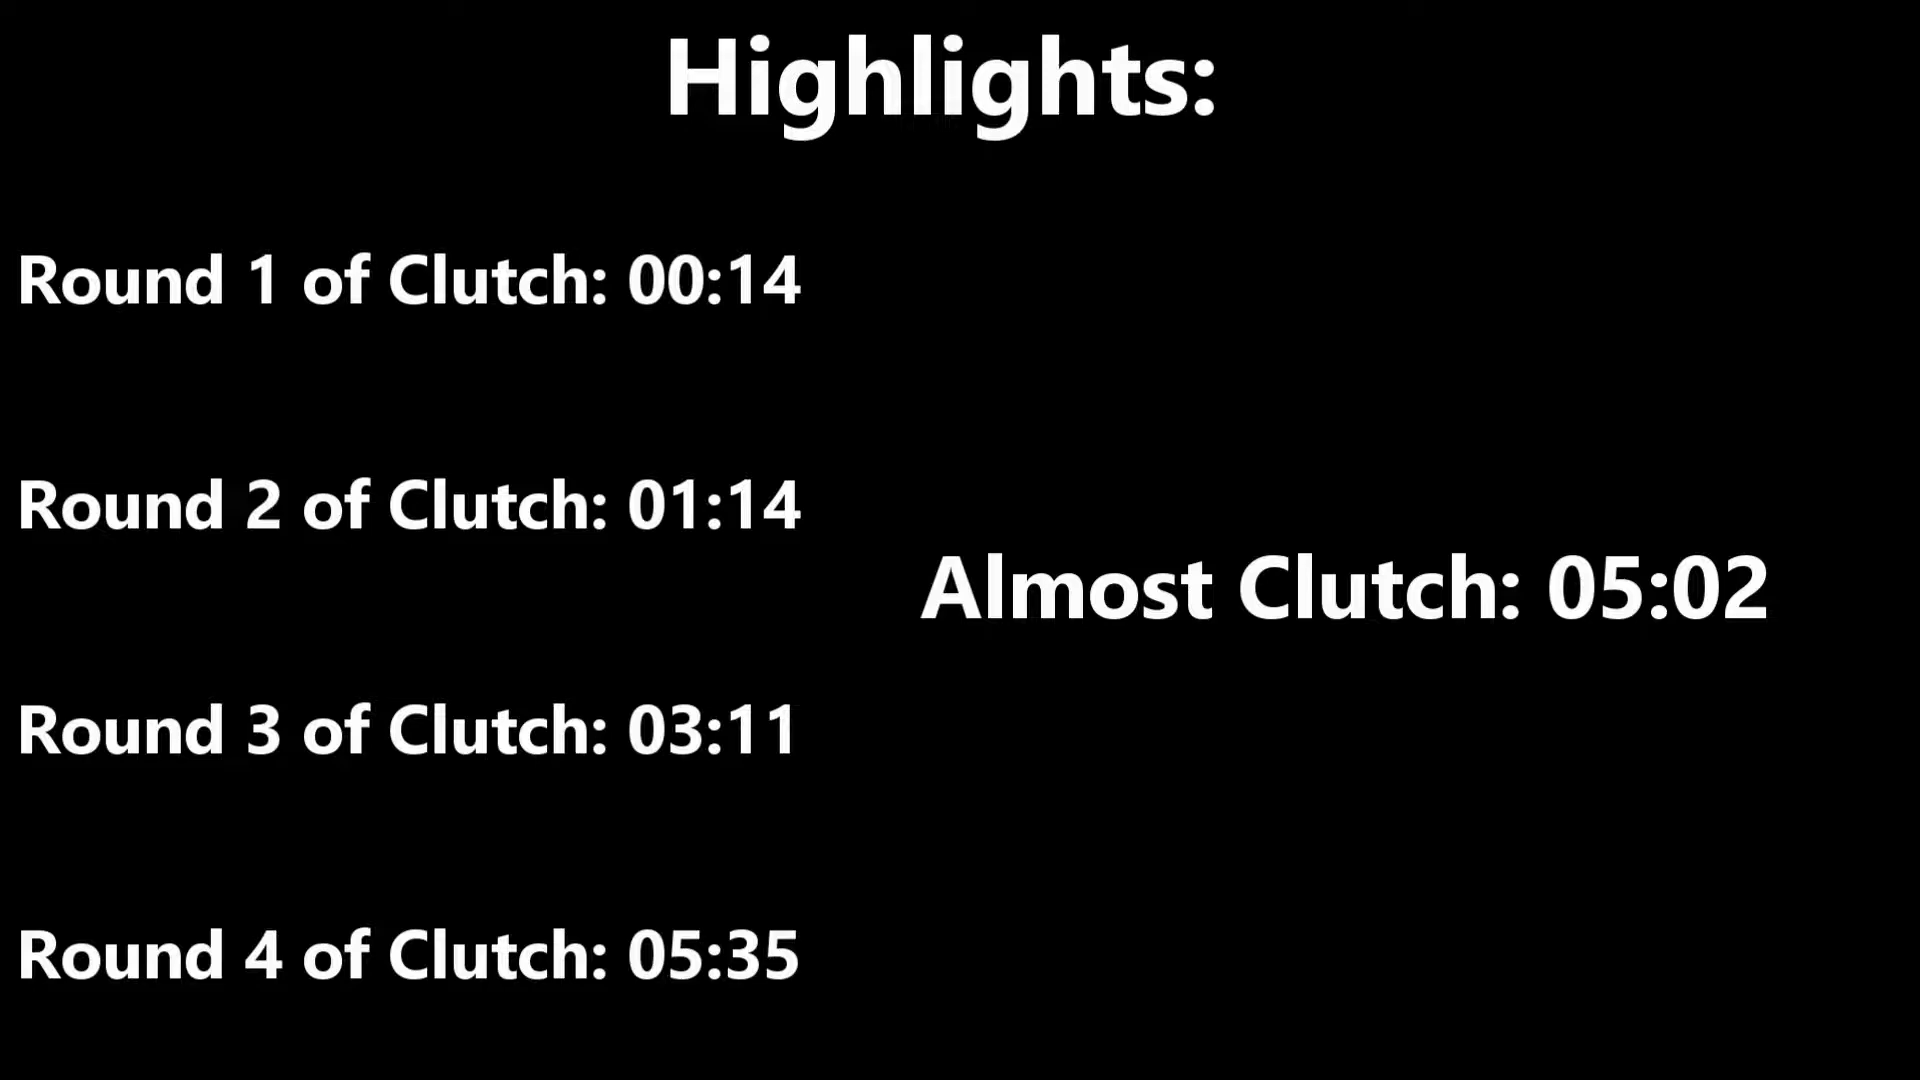 Highlights:
Round 1 of Clutch: 00:14
Round 2 of Clutch: 01:14
Almost Clutch: 05:02
Round 3 of Clutch: 03:11
Round 4 of Clutch: 05:35